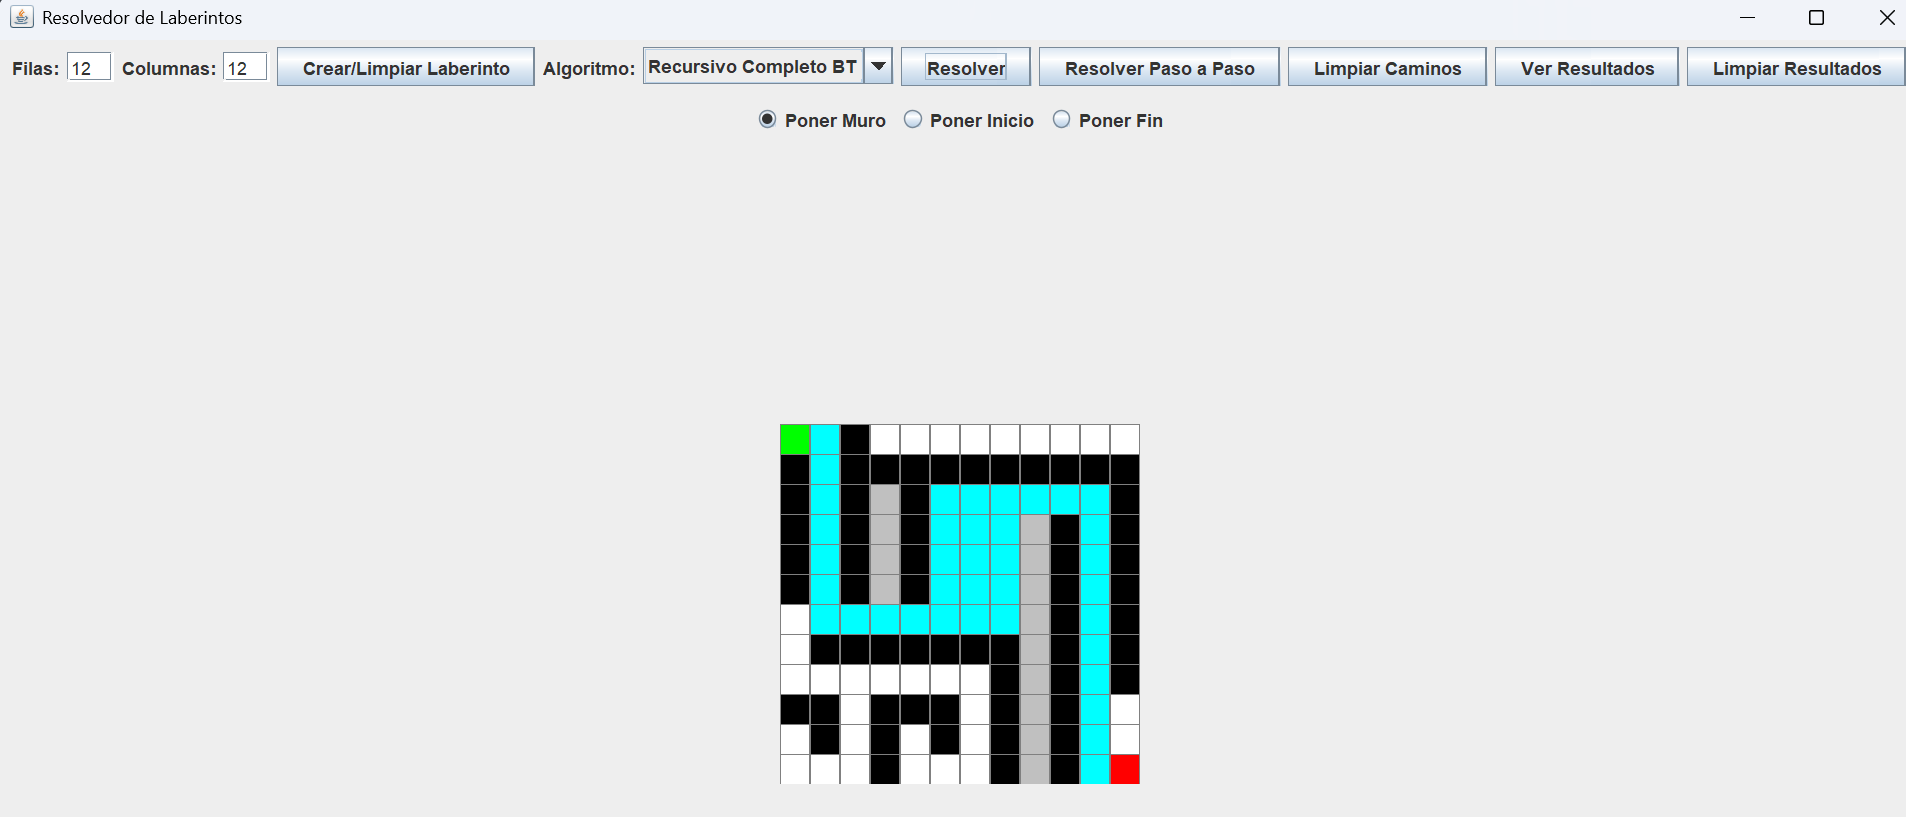 Resolvedor de Laberintos
Filas: 12 Columnas: 12 Crear/Limpiar Laberinto Algoritmo: Recursivo Completo BT Resolver Resolver Paso a Paso Limpiar Caminos Ver Resultados Limpiar Resultados
Poner Muro Poner Inicio Poner Fin